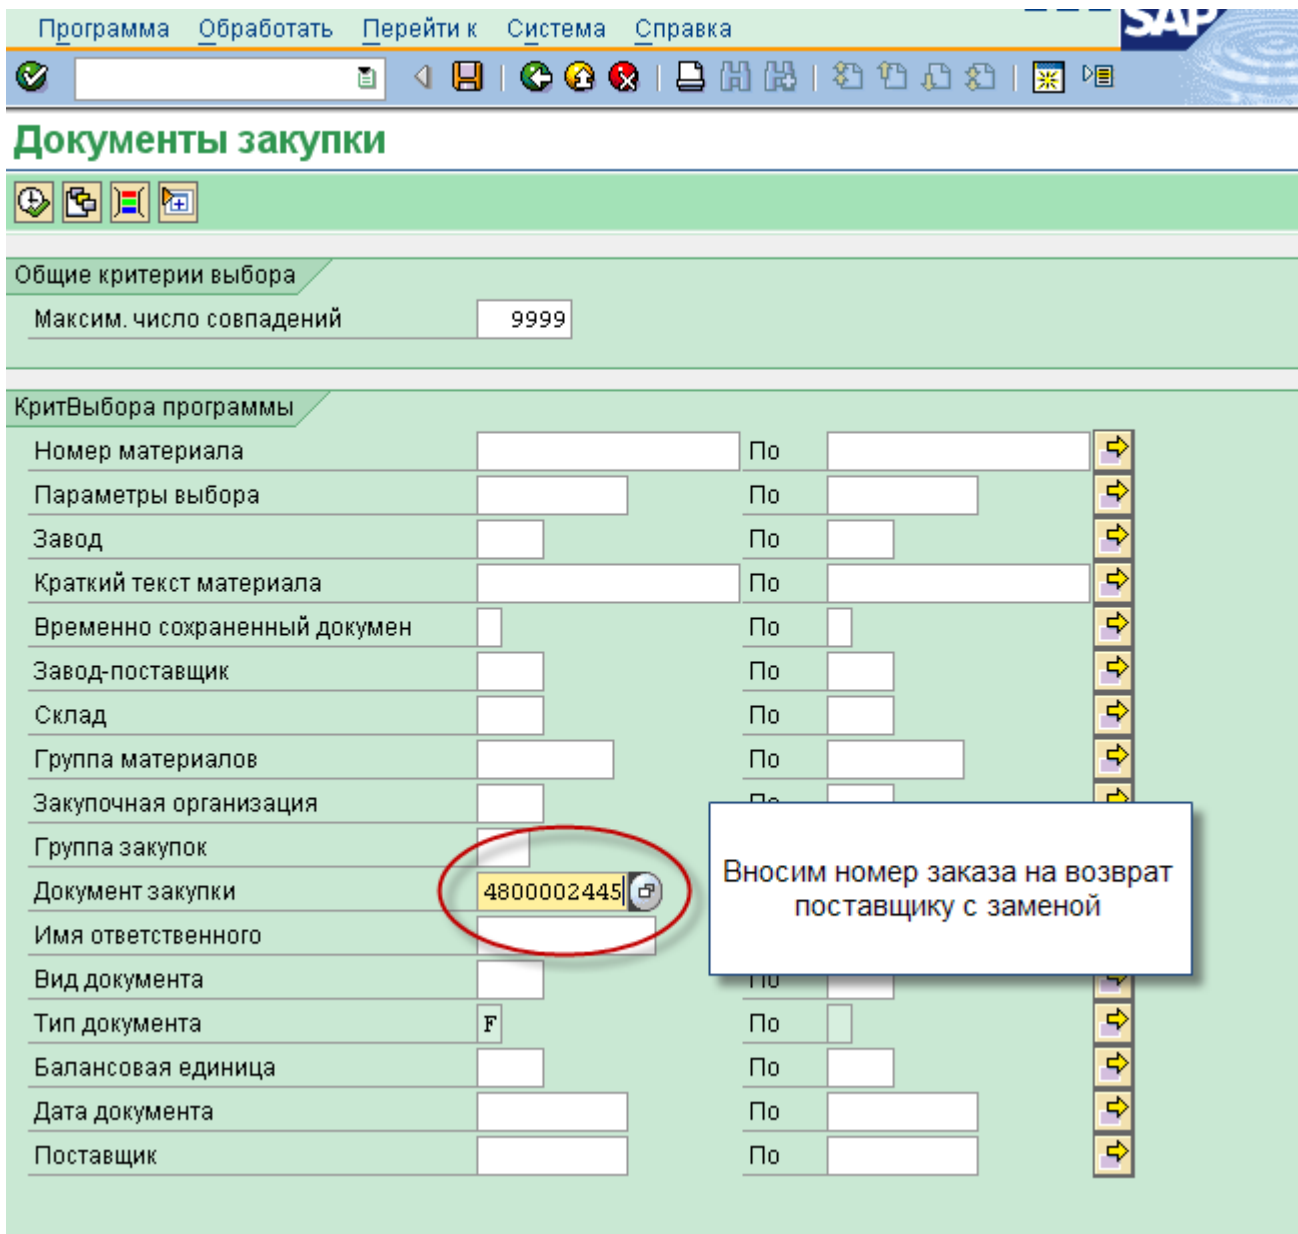 Программа Обработать Перейти к Система Справка
SAP
Документы закупки
Общие критерии выбора
Максим. число совпадений 9999
КритВыбора программы
Номер материала По
Параметры выбора По
Завод По
Краткий текст материала По
Временно сохраненный докумен По
Завод-поставщик По
Склад По
Группа материалов По
Закупочная организация По
Группа закупок
Документ закупки 4800002445
Вносим номер заказа на возврат
поставщику с заменой
Имя ответственного
Вид документа По
Тип документа F По
Балансовая единица По
Дата документа По
Поставщик По